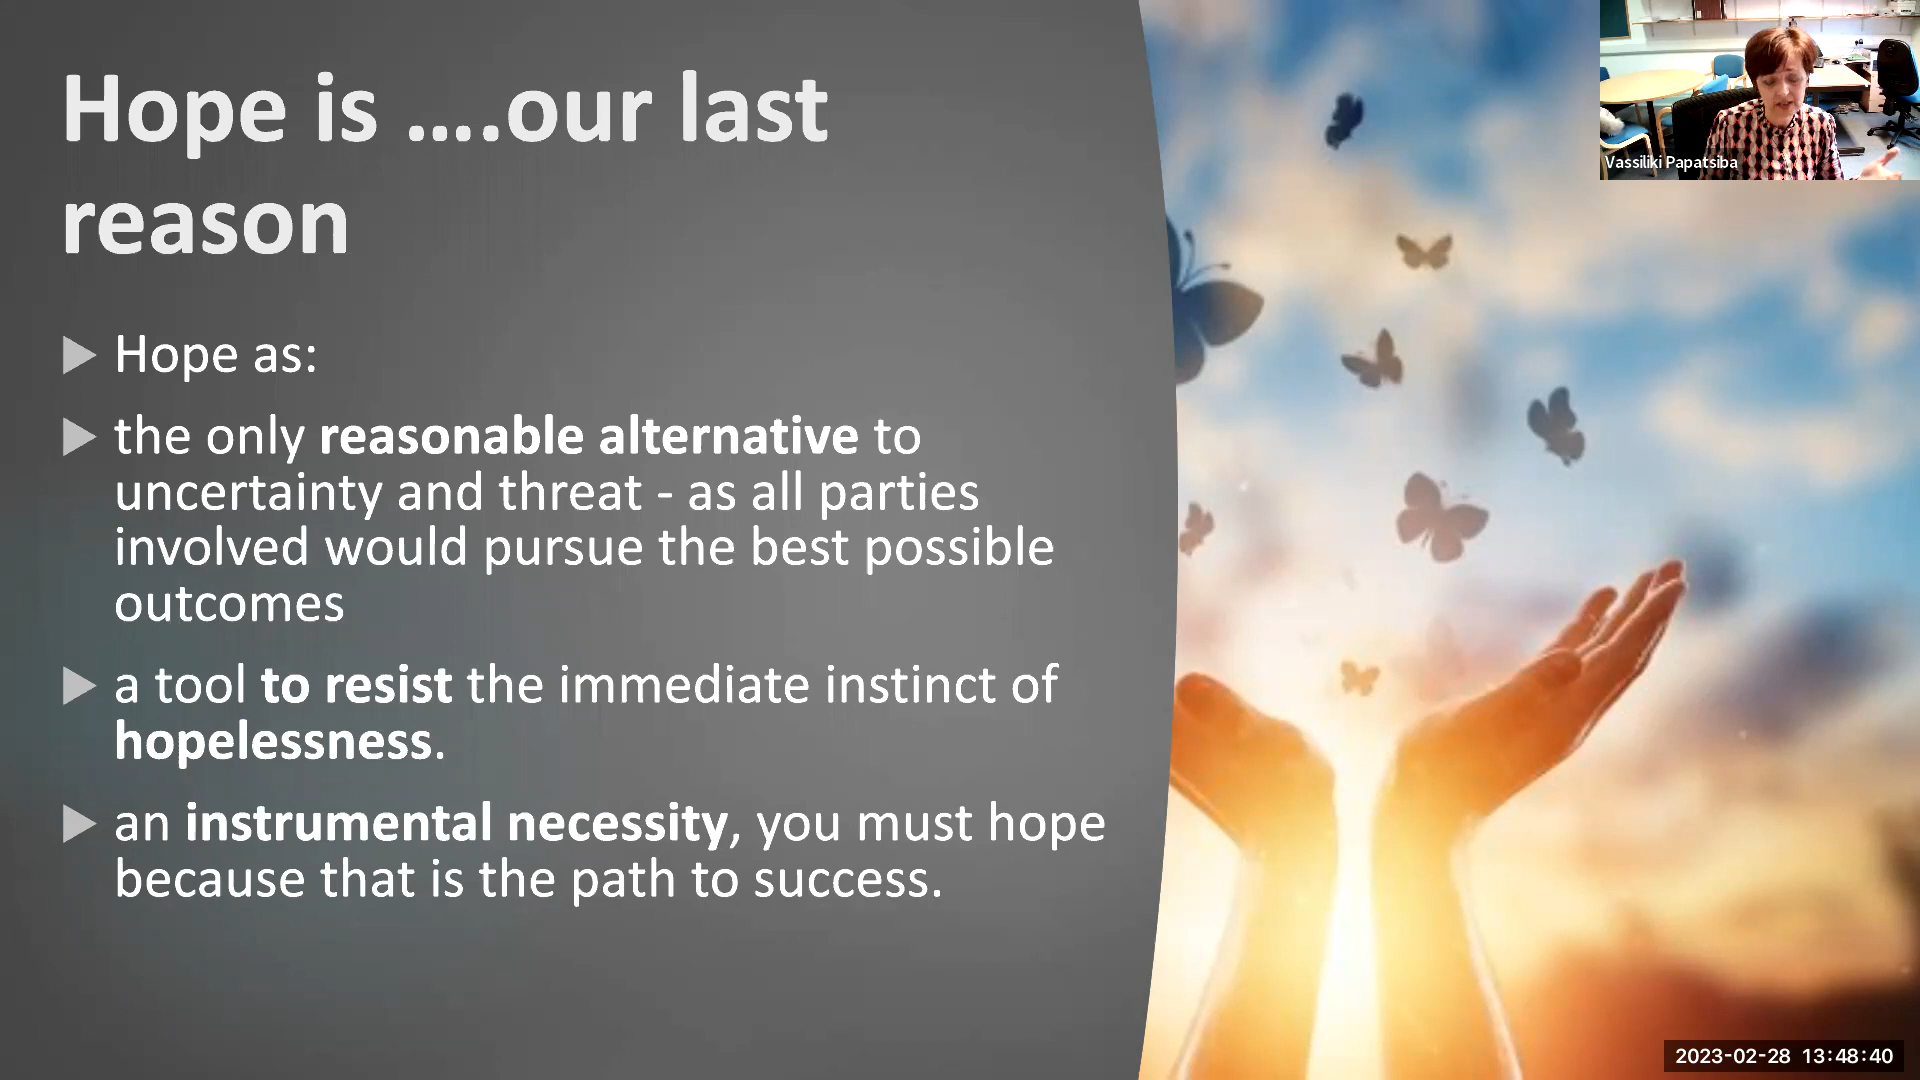 Hope is ....our last
reason
Hope as:
the only reasonable alternative to
uncertainty and threat - as all parties
involved would pursue the best possible
outcomes
a tool to resist the immediate instinct of
hopelessness.
an instrumental necessity, you must hope
because that is the path to success.
Vassiliki Papatsiba
2023-02-28 13:48:40